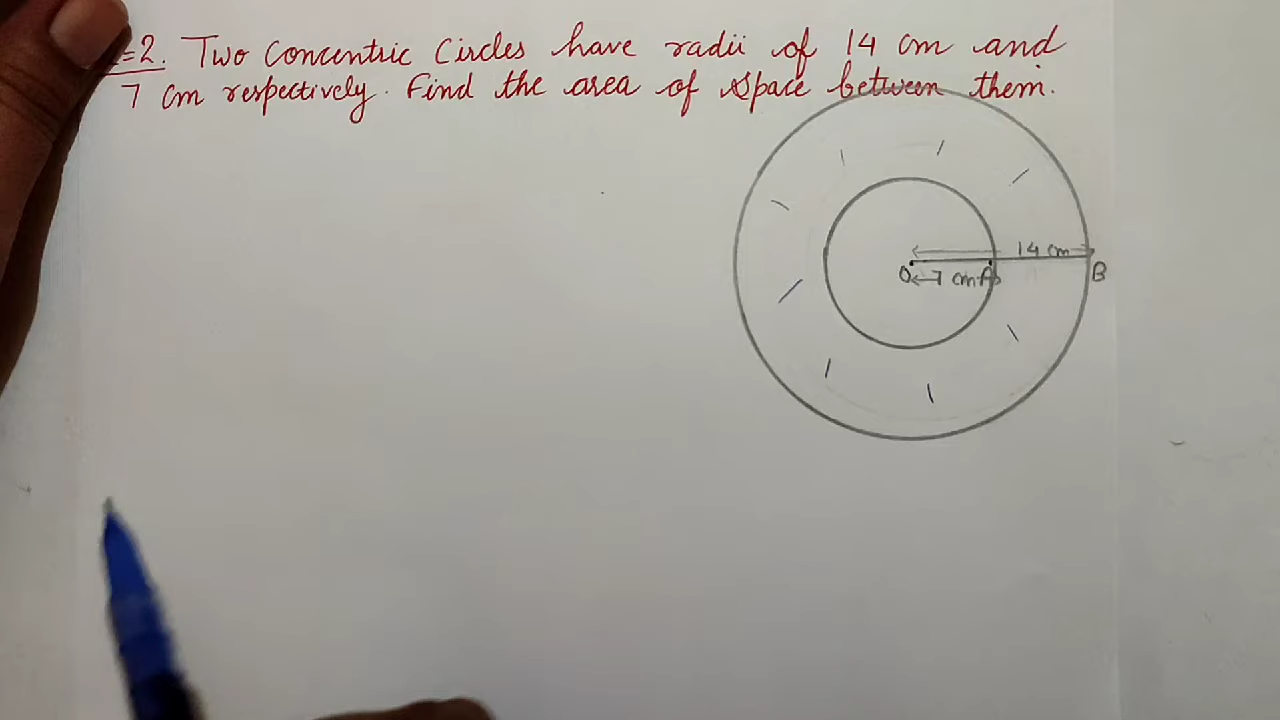 =2. Two Concentric Circles have radii of 14 cm and
7 cm respectively. Find the area of space between them.
14 cm
O 7 cm A B